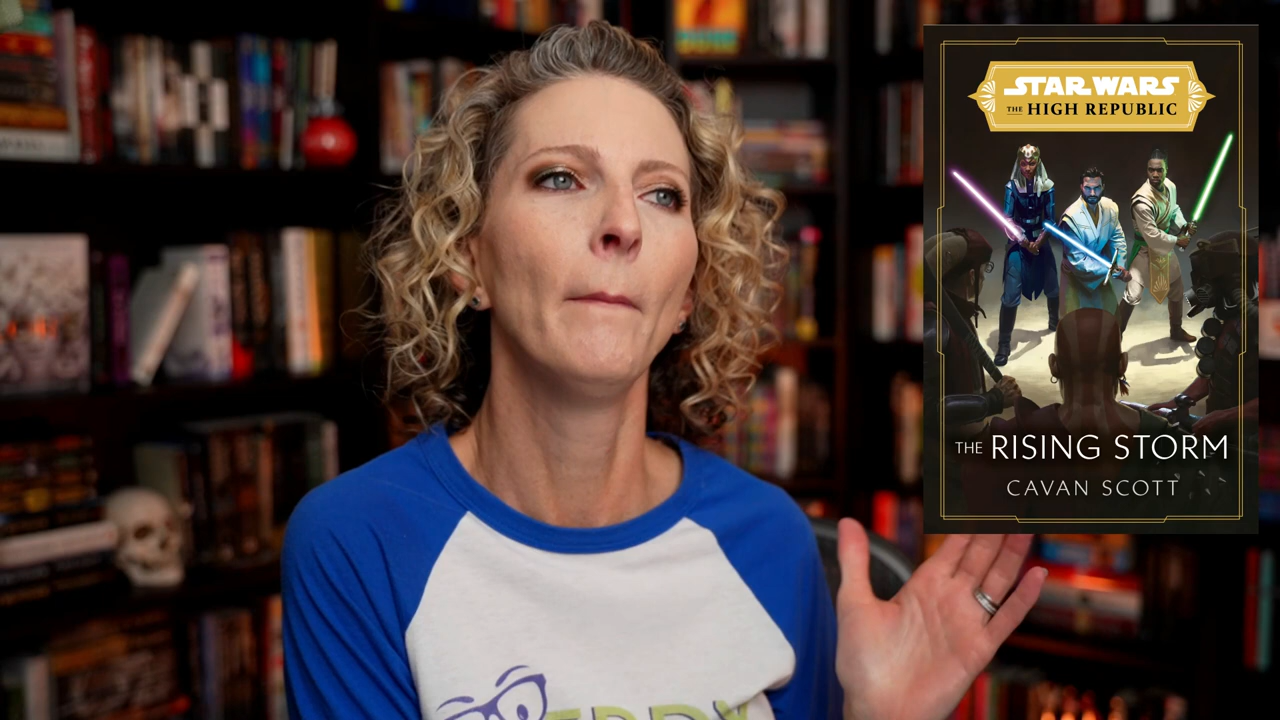 STAR WARS
THE HIGH REPUBLIC
THE RISING STORM
CAVAN SCOTT